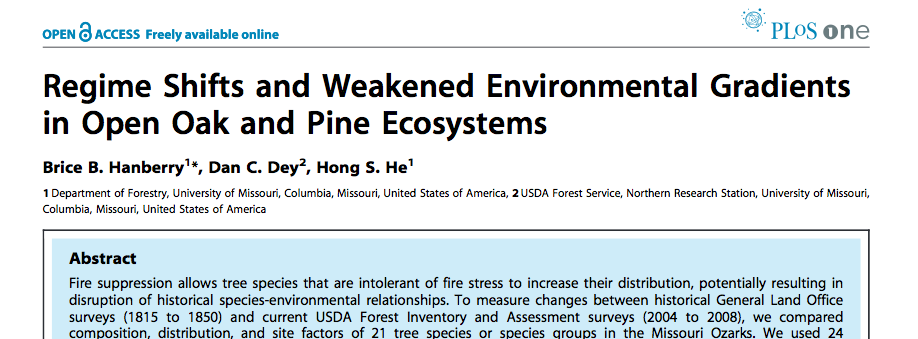 OPEN ACCESS Freely available online
PLoS one
Regime Shifts and Weakened Environmental Gradients
in Open Oak and Pine Ecosystems
Brice B. Hanberry1*, Dan C. Dey2, Hong S. He1
1 Department of Forestry, University of Missouri, Columbia, Missouri, United States of America, 2 USDA Forest Service, Northern Research Station, University of Missouri,
Columbia, Missouri, United States of America
Abstract
Fire suppression allows tree species that are intolerant of fire stress to increase their distribution, potentially resulting in
disruption of historical species-environmental relationships. To measure changes between historical General Land Office
surveys (1815 to 1850) and current USDA Forest Inventory and Assessment surveys (2004 to 2008), we compared
composition, distribution, and site factors of 21 tree species or species groups in the Missouri Ozarks. We used 24